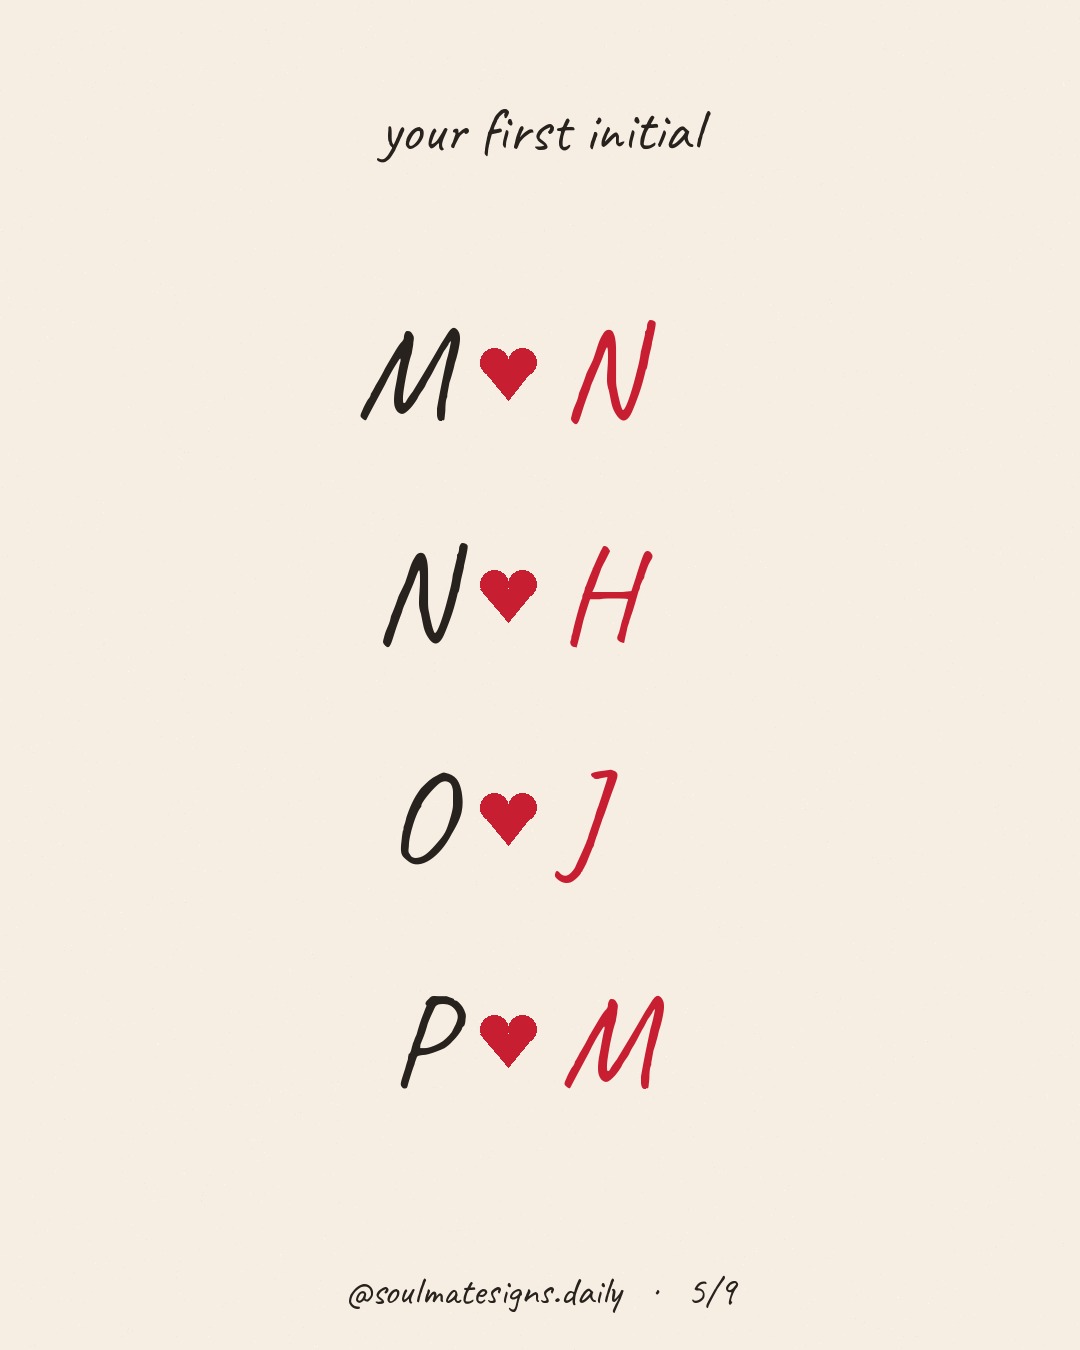 your first initial
M ♥ N
N ♥ H
O ♥ J
P ♥ M
@soulmatesigns.daily · 5/9